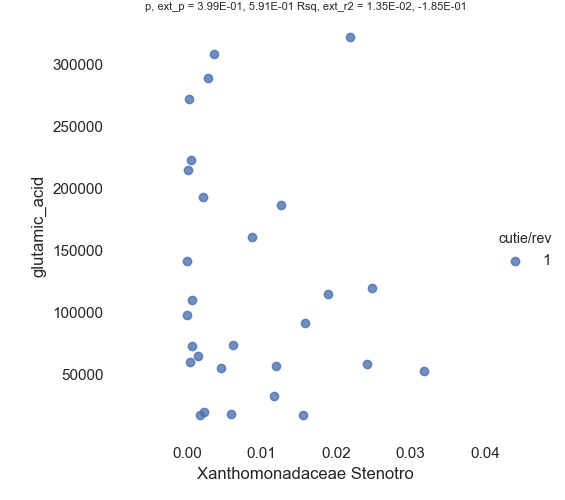 p, ext_p = 3.99E-01, 5.91E-01 Rsq, ext_r2 = 1.35E-02, -1.85E-01
300000
250000
200000
150000
100000
50000
glutamic_acid
cutie/rev
1
0.00 0.01 0.02 0.03 0.04
Xanthomonadaceae Stenotro